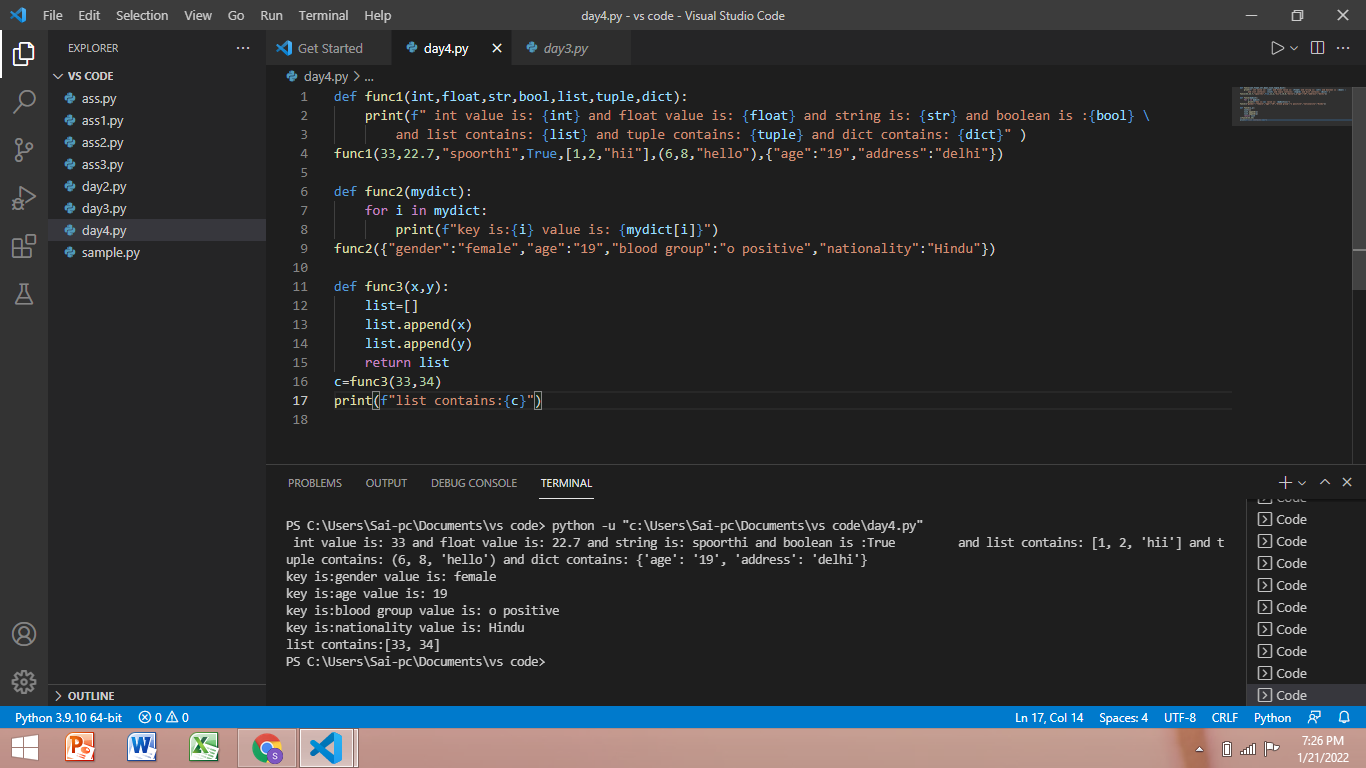 File Edit Selection View Go Run Terminal Help day4.py - vs code - Visual Studio Code
EXPLORER
VS CODE
ass.py
ass1.py
ass2.py
ass3.py
day2.py
day3.py
day4.py
sample.py
OUTLINE
Get Started day4.py day3.py
day4.py > ...
1 def func1(int,float,str,bool,list,tuple,dict):
2     print(f" int value is: {int} and float value is: {float} and string is: {str} and boolean is :{bool} \
3         and list contains: {list} and tuple contains: {tuple} and dict contains: {dict}" )
4 func1(33,22.7,"spoorthi",True,[1,2,"hii"],(6,8,"hello"),{"age":"19","address":"delhi"})
5
6 def func2(mydict):
7     for i in mydict:
8         print(f"key is:{i} value is: {mydict[i]}")
9 func2({"gender":"female","age":"19","blood group":"o positive","nationality":"Hindu"})
10
11 def func3(x,y):
12     list=[]
13     list.append(x)
14     list.append(y)
15     return list
16 c=func3(33,34)
17 print(f"list contains:{c}")
18
PROBLEMS OUTPUT DEBUG CONSOLE TERMINAL
PS C:\Users\Sai-pc\Documents\vs code> python -u "c:\Users\Sai-pc\Documents\vs code\day4.py"
 int value is: 33 and float value is: 22.7 and string is: spoorthi and boolean is :True         and list contains: [1, 2, 'hii'] and t
uple contains: (6, 8, 'hello') and dict contains: {'age': '19', 'address': 'delhi'}
key is:gender value is: female
key is:age value is: 19
key is:blood group value is: o positive
key is:nationality value is: Hindu
list contains:[33, 34]
PS C:\Users\Sai-pc\Documents\vs code>
Code
Code
Code
Code
Code
Code
Code
Code
Code
Code
Python 3.9.10 64-bit 0 0 Ln 17, Col 14 Spaces: 4 UTF-8 CRLF Python
7:26 PM
1/21/2022